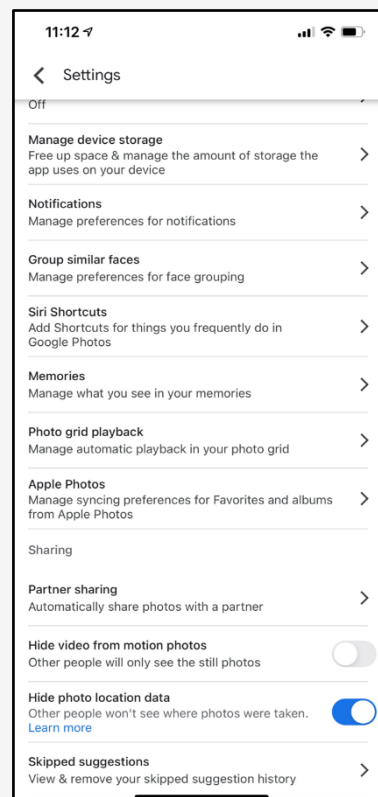 11:12
Settings
Off
Manage device storage
Free up space & manage the amount of storage the
app uses on your device
Notifications
Manage preferences for notifications
Group similar faces
Manage preferences for face grouping
Siri Shortcuts
Add Shortcuts for things you frequently do in
Google Photos
Memories
Manage what you see in your memories
Photo grid playback
Manage automatic playback in your photo grid
Apple Photos
Manage syncing preferences for Favorites and albums
from Apple Photos
Sharing
Partner sharing
Automatically share photos with a partner
Hide video from motion photos
Other people will only see the still photos
Hide photo location data
Other people won't see where photos were taken.
Learn more
Skipped suggestions
View & remove your skipped suggestion history